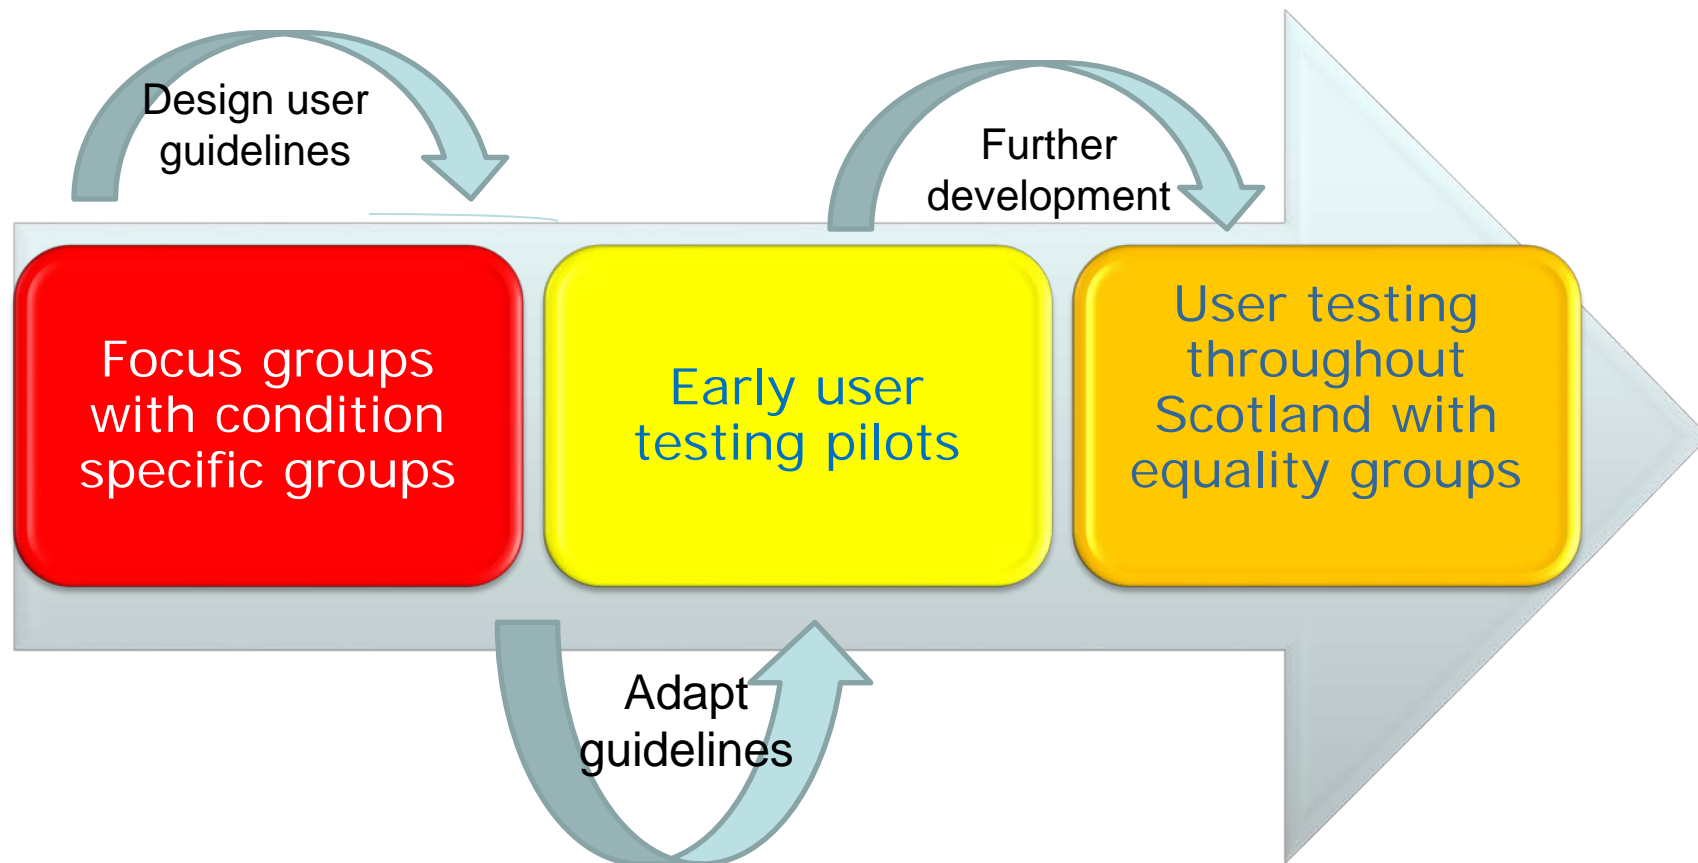 Design user
guidelines
Further
development
Focus groups
with condition
specific groups
Early user
testing pilots
User testing
throughout
Scotland with
equality groups
Adapt
guidelines